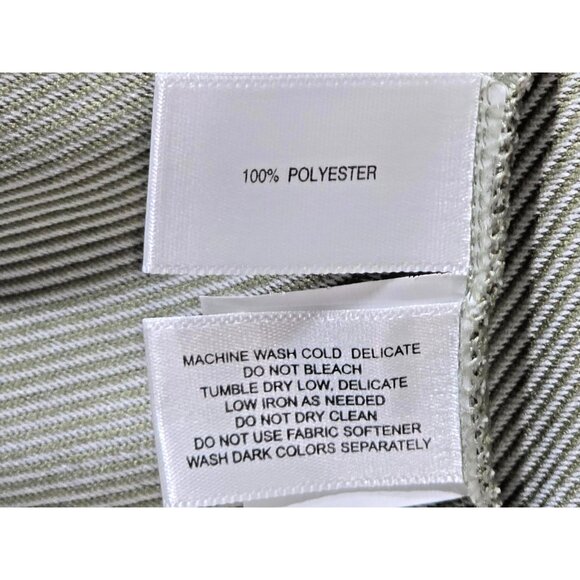 100% POLYESTER
MACHINE WASH COLD DELICATE
DO NOT BLEACH
TUMBLE DRY LOW, DELICATE
LOW IRON AS NEEDED
DO NOT DRY CLEAN
DO NOT USE FABRIC SOFTENER
WASH DARK COLORS SEPARATELY